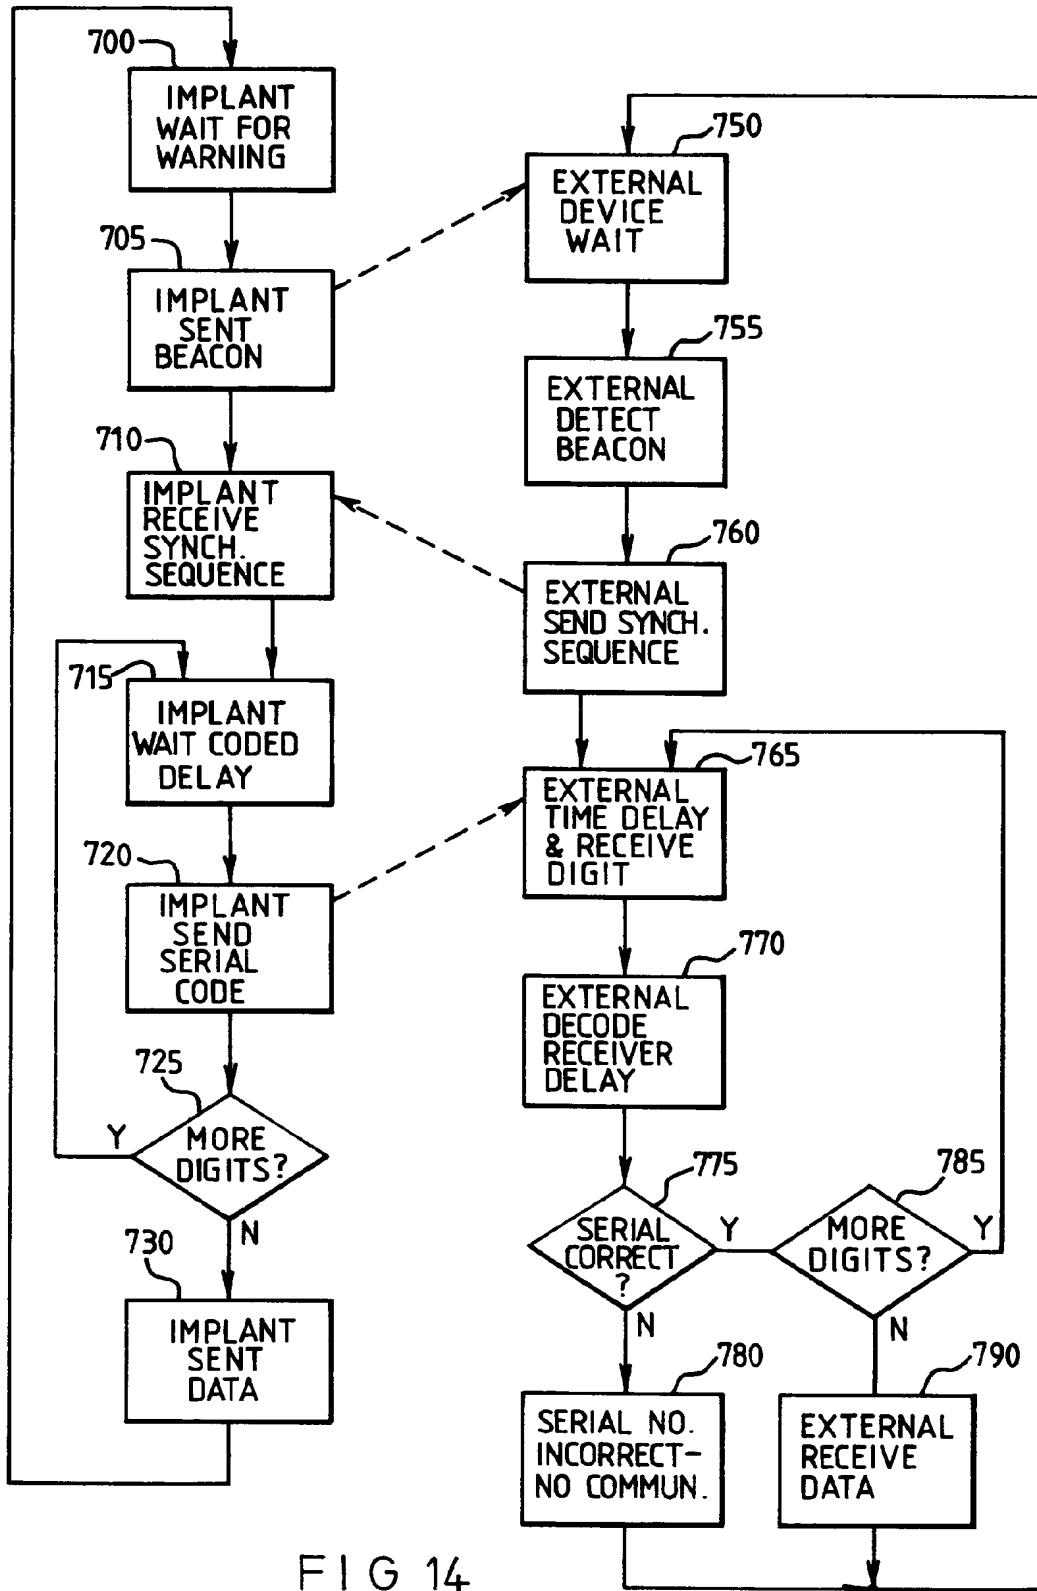 700
IMPLANT
WAIT FOR
WARNING
705
IMPLANT
SENT
BEACON
710
IMPLANT
RECEIVE
SYNCH.
SEQUENCE
715
IMPLANT
WAIT CODED
DELAY
720
IMPLANT
SEND
SERIAL
CODE
725
Y
MORE
DIGITS?
N
730
IMPLANT
SENT
DATA
750
EXTERNAL
DEVICE
WAIT
755
EXTERNAL
DETECT
BEACON
760
EXTERNAL
SEND SYNCH.
SEQUENCE
765
EXTERNAL
TIME DELAY
& RECEIVE
DIGIT
770
EXTERNAL
DECODE
RECEIVER
DELAY
775
SERIAL
CORRECT
?
Y
N
785
MORE
DIGITS?
Y
N
780
SERIAL NO.
INCORRECT-
NO COMMUN.
790
EXTERNAL
RECEIVE
DATA
FIG 14